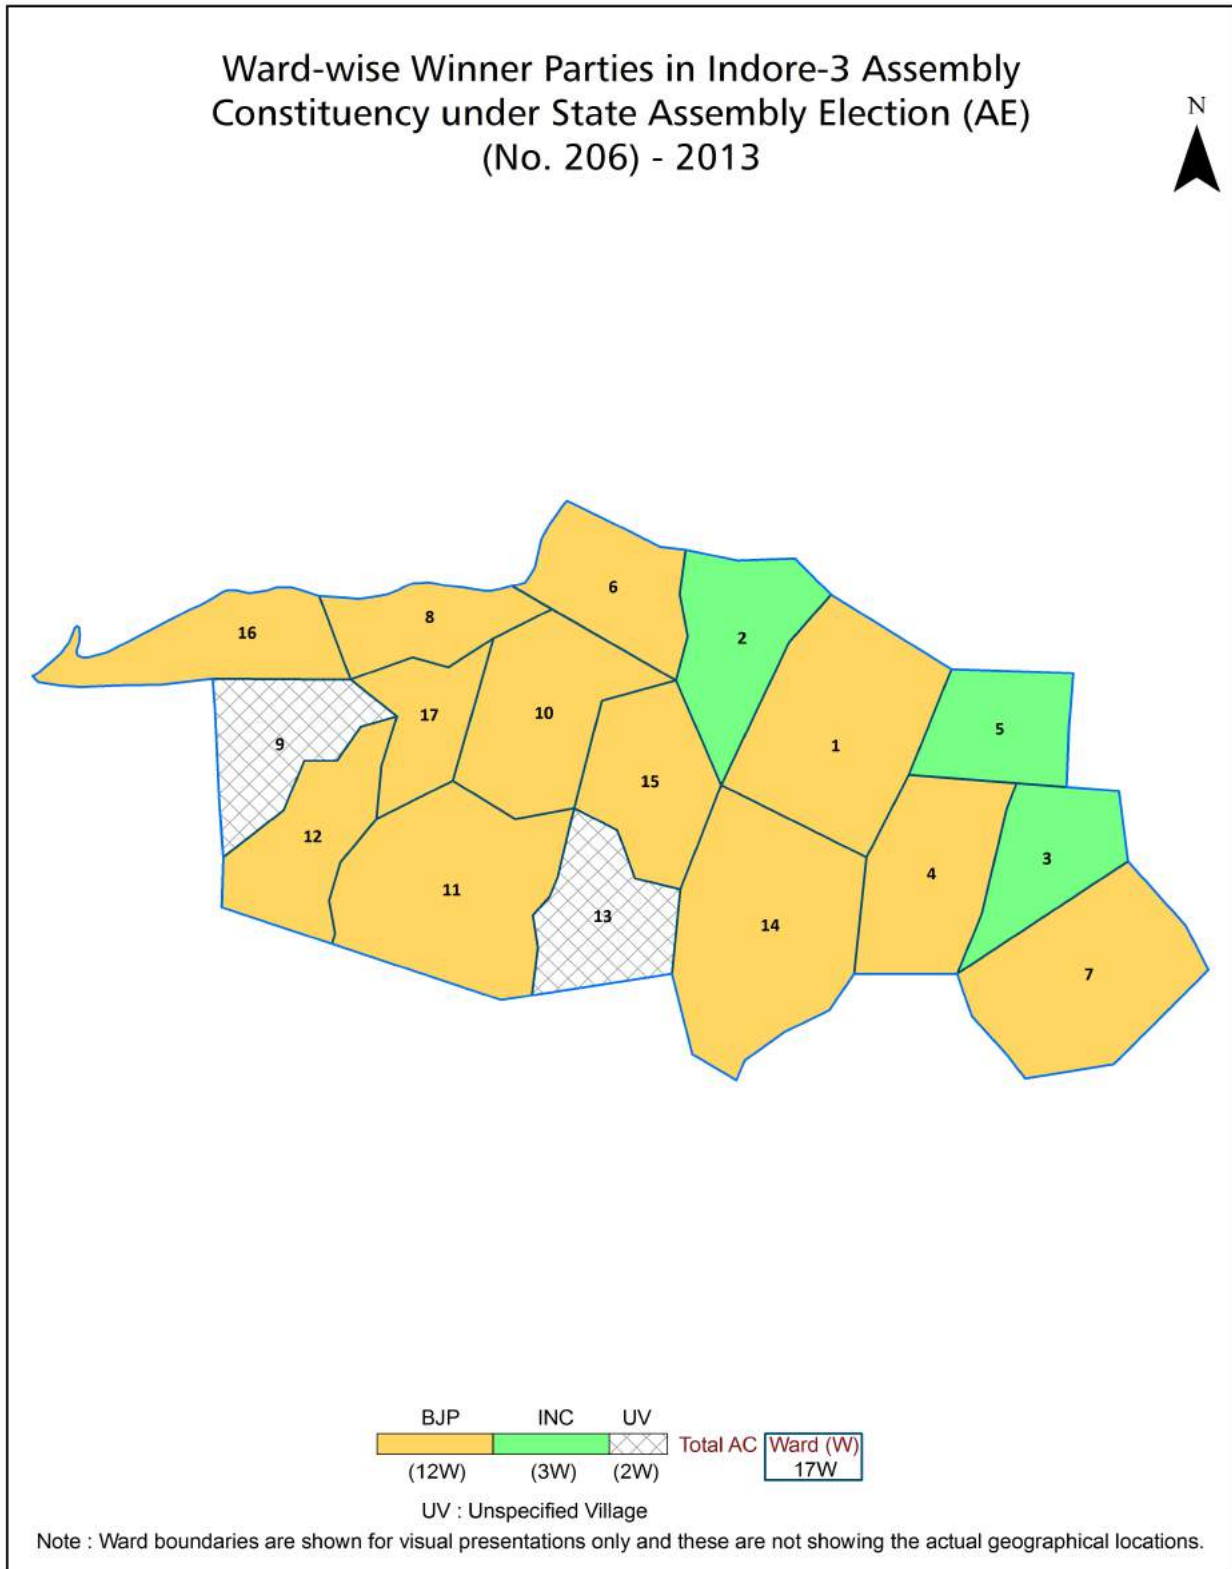 Ward-wise Winner Parties in Indore-3 Assembly
Constituency under State Assembly Election (AE)
(No. 206) - 2013
N
6
16
8
2
17
10
5
9
1
15
12
3
4
11
13
14
7
BJP INC UV
Total AC Ward (W)
(12W) (3W) (2W) 17W
UV : Unspecified Village
Note : Ward boundaries are shown for visual presentations only and these are not showing the actual geographical locations.